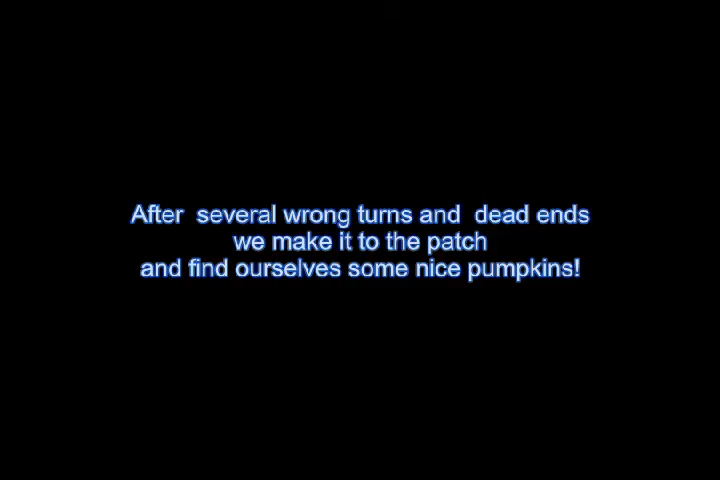 After several wrong turns and dead ends
we make it to the patch
and find ourselves some nice pumpkins!